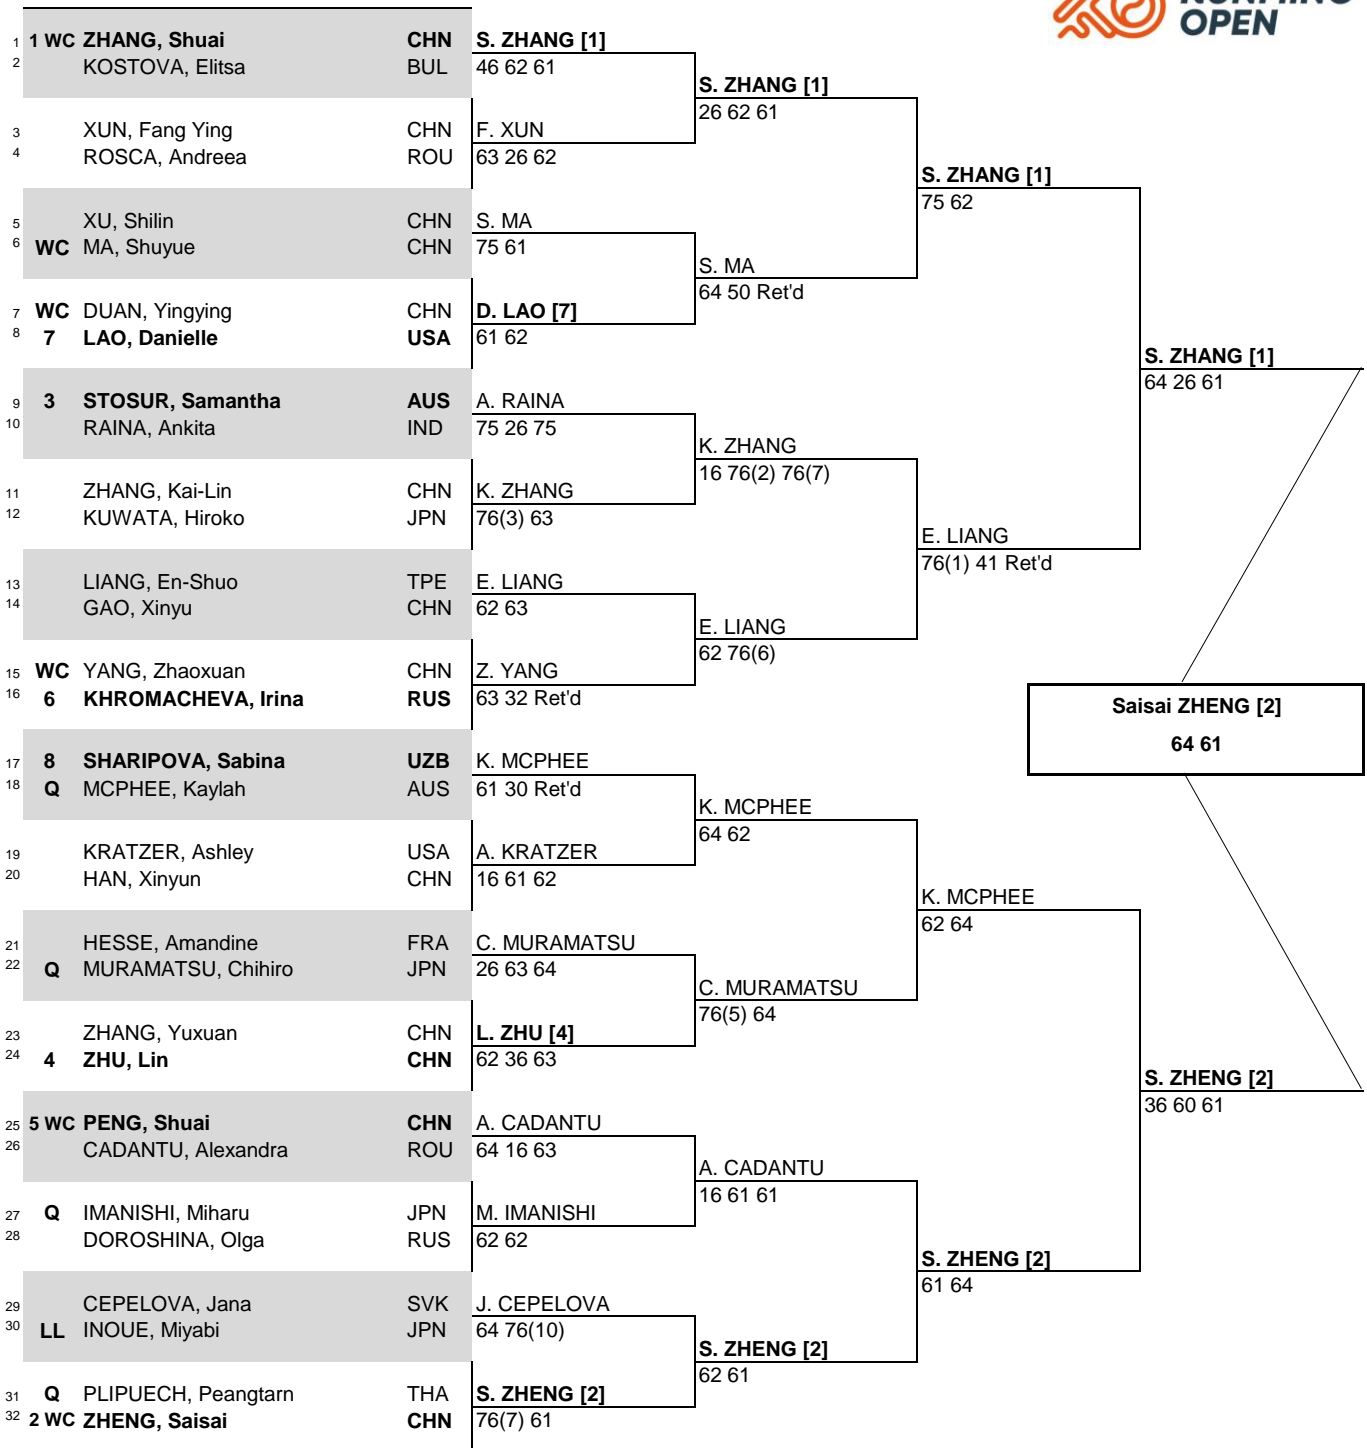 OPEN
1 1 WC ZHANG, Shuai CHN S. ZHANG [1]
2 KOSTOVA, Elitsa BUL 46 62 61
S. ZHANG [1]
26 62 61
3 XUN, Fang Ying CHN F. XUN
4 ROSCA, Andreea ROU 63 26 62
S. ZHANG [1]
75 62
5 XU, Shilin CHN S. MA
6 WC MA, Shuyue CHN 75 61
S. MA
64 50 Ret'd
7 WC DUAN, Yingying CHN D. LAO [7]
8 7 LAO, Danielle USA 61 62
S. ZHANG [1]
64 26 61
9 3 STOSUR, Samantha AUS A. RAINA
10 RAINA, Ankita IND 75 26 75
K. ZHANG
16 76(2) 76(7)
11 ZHANG, Kai-Lin CHN K. ZHANG
12 KUWATA, Hiroko JPN 76(3) 63
E. LIANG
76(1) 41 Ret'd
13 LIANG, En-Shuo TPE E. LIANG
14 GAO, Xinyu CHN 62 63
E. LIANG
62 76(6)
15 WC YANG, Zhaoxuan CHN Z. YANG
16 6 KHROMACHEVA, Irina RUS 63 32 Ret'd
Saisai ZHENG [2]
64 61
17 8 SHARIPOVA, Sabina UZB K. MCPHEE
18 Q MCPHEE, Kaylah AUS 61 30 Ret'd
K. MCPHEE
64 62
19 KRATZER, Ashley USA A. KRATZER
20 HAN, Xinyun CHN 16 61 62
K. MCPHEE
62 64
21 HESSE, Amandine FRA C. MURAMATSU
22 Q MURAMATSU, Chihiro JPN 26 63 64
C. MURAMATSU
76(5) 64
23 ZHANG, Yuxuan CHN L. ZHU [4]
24 4 ZHU, Lin CHN 62 36 63
S. ZHENG [2]
36 60 61
25 5 WC PENG, Shuai CHN A. CADANTU
26 CADANTU, Alexandra ROU 64 16 63
A. CADANTU
16 61 61
27 Q IMANISHI, Miharu JPN M. IMANISHI
28 DOROSHINA, Olga RUS 62 62
S. ZHENG [2]
61 64
29 CEPELOVA, Jana SVK J. CEPELOVA
30 LL INOUE, Miyabi JPN 64 76(10)
S. ZHENG [2]
62 61
31 Q PLIPUECH, Peangtarn THA S. ZHENG [2]
32 2 WC ZHENG, Saisai CHN 76(7) 61